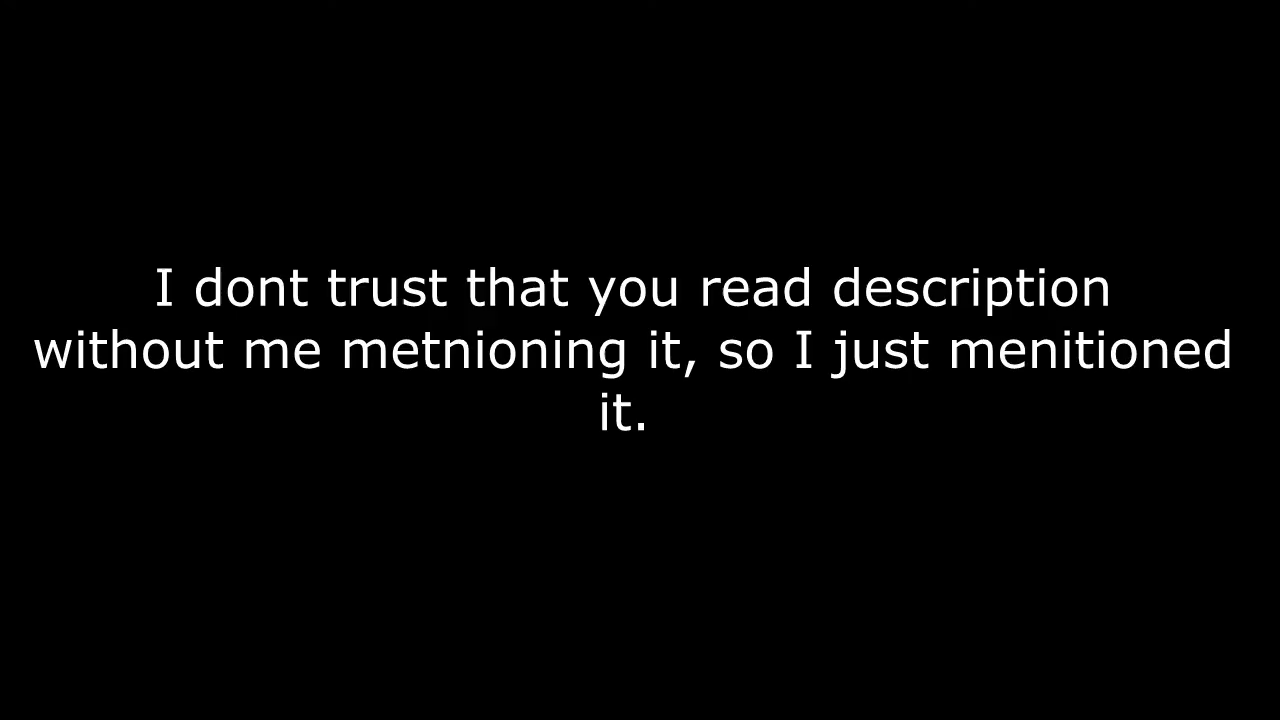 I dont trust that you read description
without me metnioning it, so I just menitioned
it.